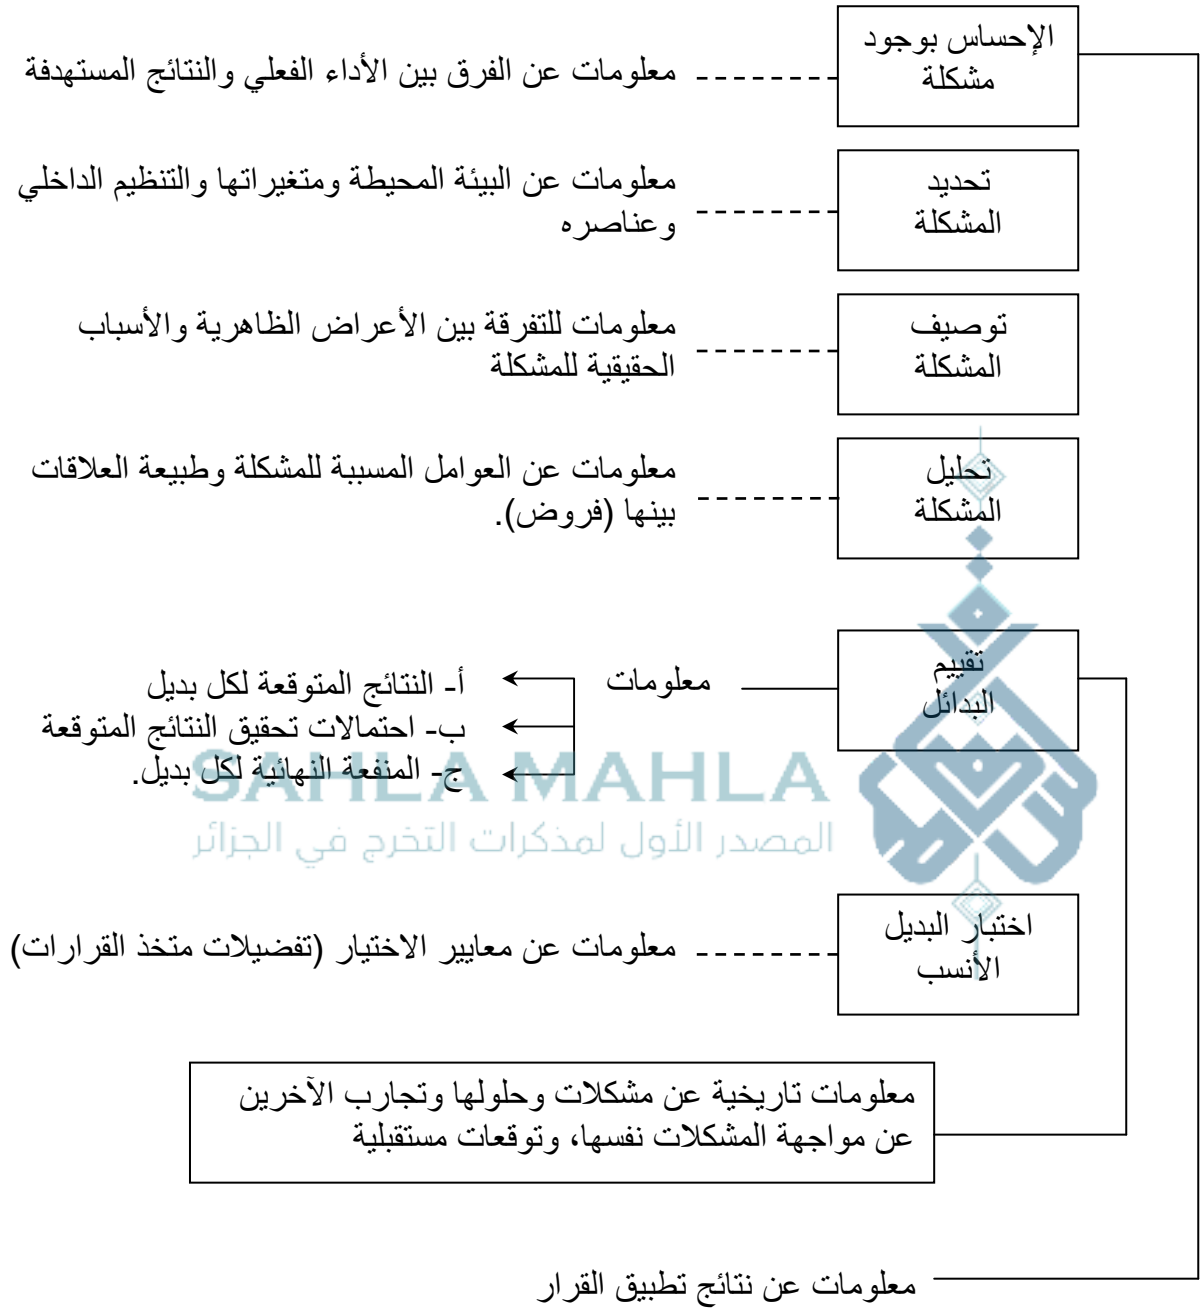 الإحساس بوجود
مشكلة
معلومات عن الفرق بين الأداء الفعلي والنتائج المستهدفة
تحديد
المشكلة
معلومات عن البيئة المحيطة ومتغيراتها والتنظيم الداخلي
وعناصره
توصيف
المشكلة
معلومات للتفرقة بين الأعراض الظاهرية والأسباب
الحقيقية للمشكلة
تحليل
المشكلة
معلومات عن العوامل المسببة للمشكلة وطبيعة العلاقات
بينها (فروض).
تقييم
البدائل
معلومات
أ- النتائج المتوقعة لكل بديل
ب- احتمالات تحقيق النتائج المتوقعة
ج- المنفعة النهائية لكل بديل.
SAHLA MAHLA
المصدر الأول لمذكرات التخرج في الجزائر
اختبار البديل
الأنسب
معلومات عن معايير الاختيار (تفضيلات متخذ القرارات)
معلومات تاريخية عن مشكلات وحلولها وتجارب الآخرين
عن مواجهة المشكلات نفسها، وتوقعات مستقبلية
معلومات عن نتائج تطبيق القرار